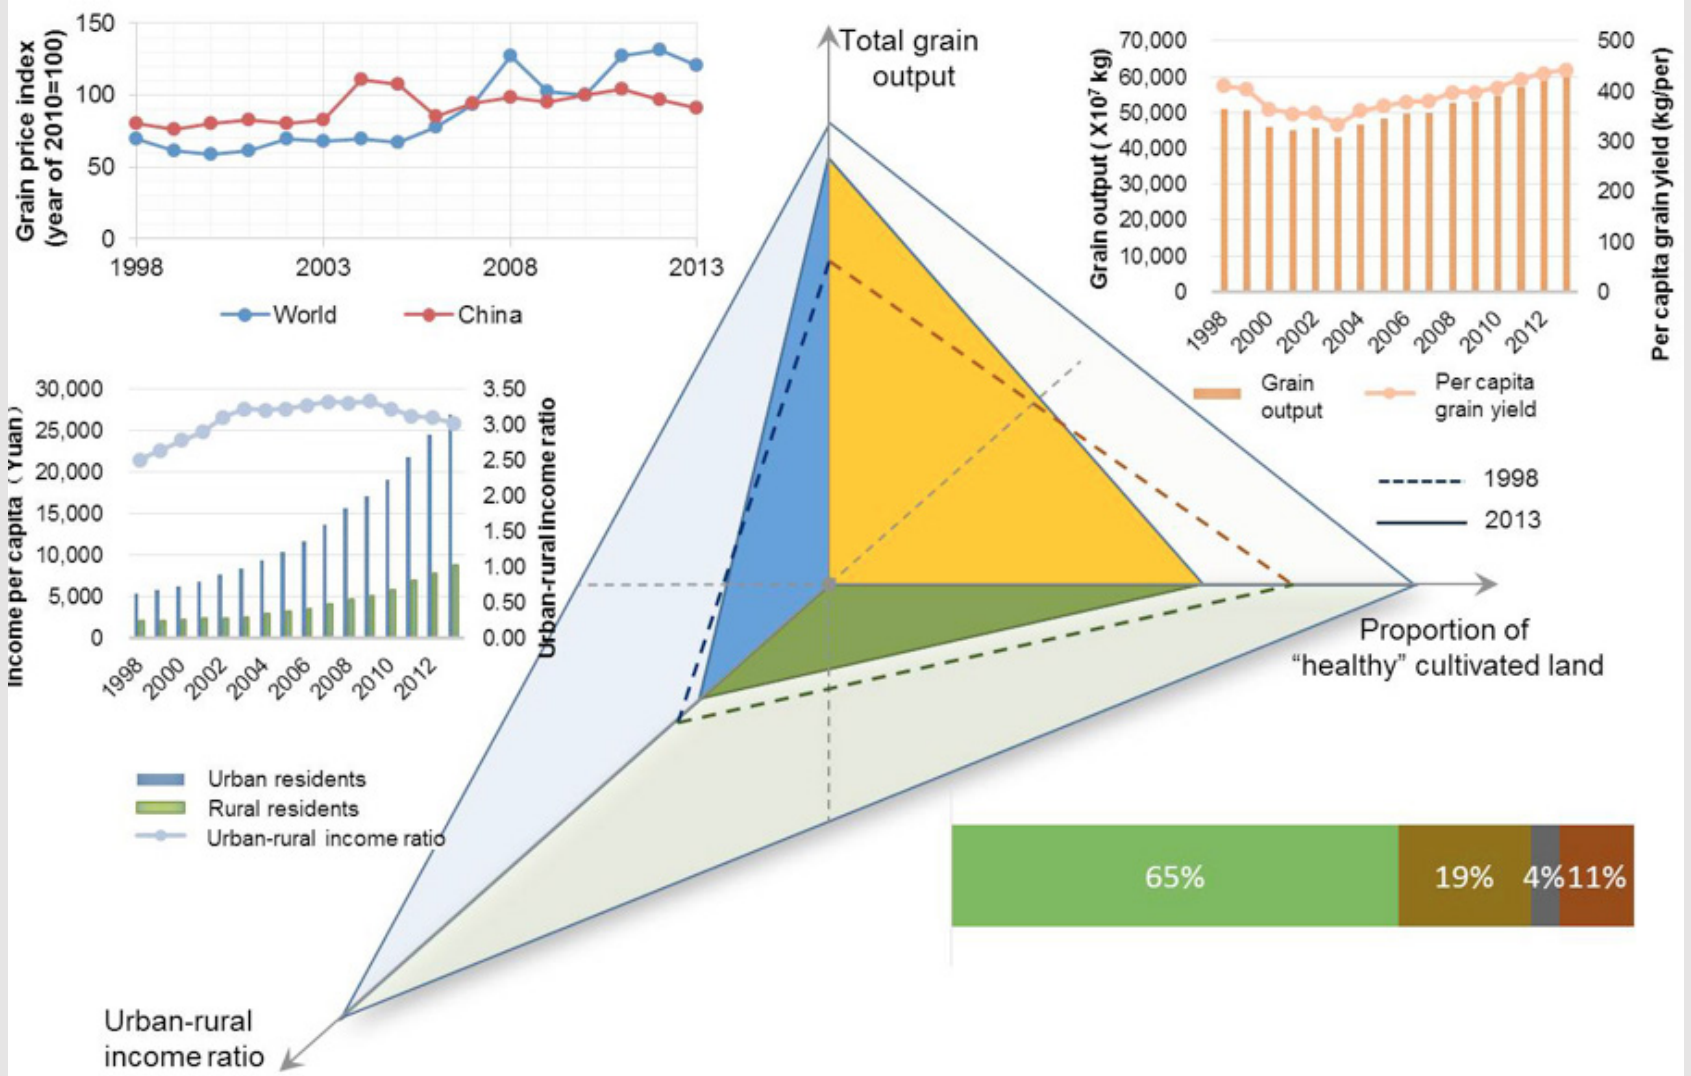 Grain price index
(year of 2010=100)
150
100
50
0
1998
2003
2008
2013
World
China
Total grain
output
Grain output ( X10⁷ kg)
70,000
60,000
50,000
40,000
30,000
20,000
10,000
0
500
400
300
200
100
0
Per capita grain yield (kg/per)
1998
2000
2002
2004
2006
2008
2010
2012
Grain
output
Per capita
grain yield
1998
2013
Income per capita ( Yuan)
30,000
25,000
20,000
15,000
10,000
5,000
0
3.50
3.00
2.50
2.00
1.50
1.00
0.50
0.00
Urban-rural income ratio
1998
2000
2002
2004
2006
2008
2010
2012
Urban residents
Rural residents
Urban-rural income ratio
Proportion of
“healthy” cultivated land
65%
19%
4%
11%
Urban-rural
income ratio